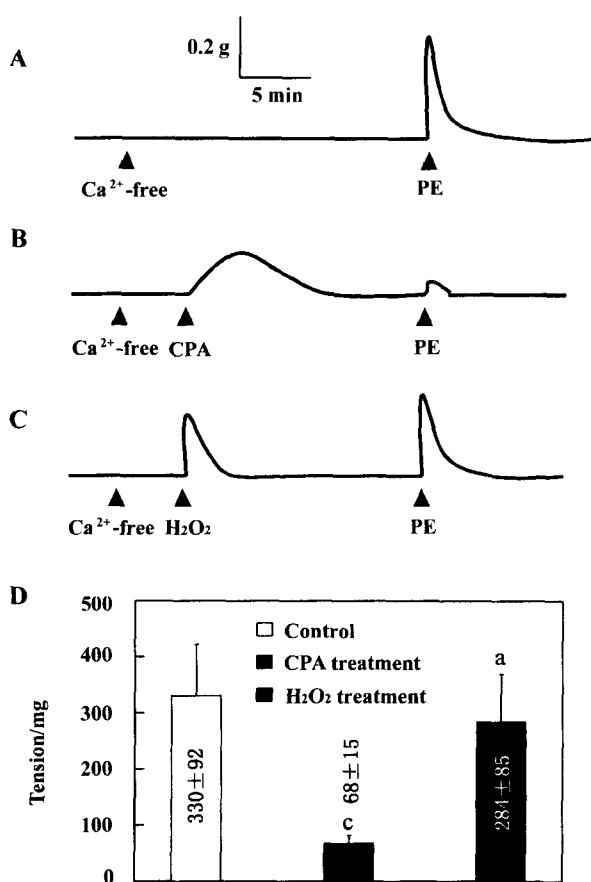 A
0.2 g
5 min
Ca²⁺-free
PE
B
Ca²⁺-free CPA
PE
C
Ca²⁺-free H₂O₂
PE
D
Tension/mg
500
400
300
200
100
0
Control
CPA treatment
H₂O₂ treatment
330±92
68±15
c
a
284±85